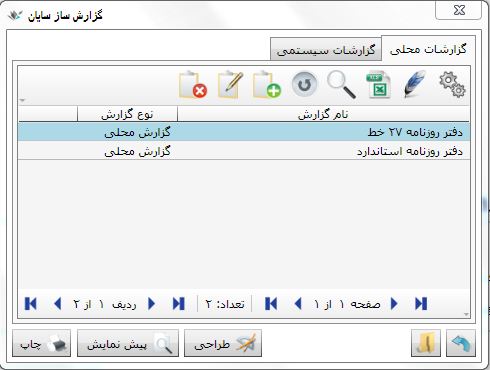 گزارش ساز سایان
گزارشات محلی گزارشات سیستمی
نام گزارش نوع گزارش
دفتر روزنامه ۲۷ خط گزارش محلی
دفتر روزنامه استاندارد گزارش محلی
صفحه ۱ از ۱ تعداد: ۲ ردیف ۱ از ۲
طراحی پیش نمایش چاپ